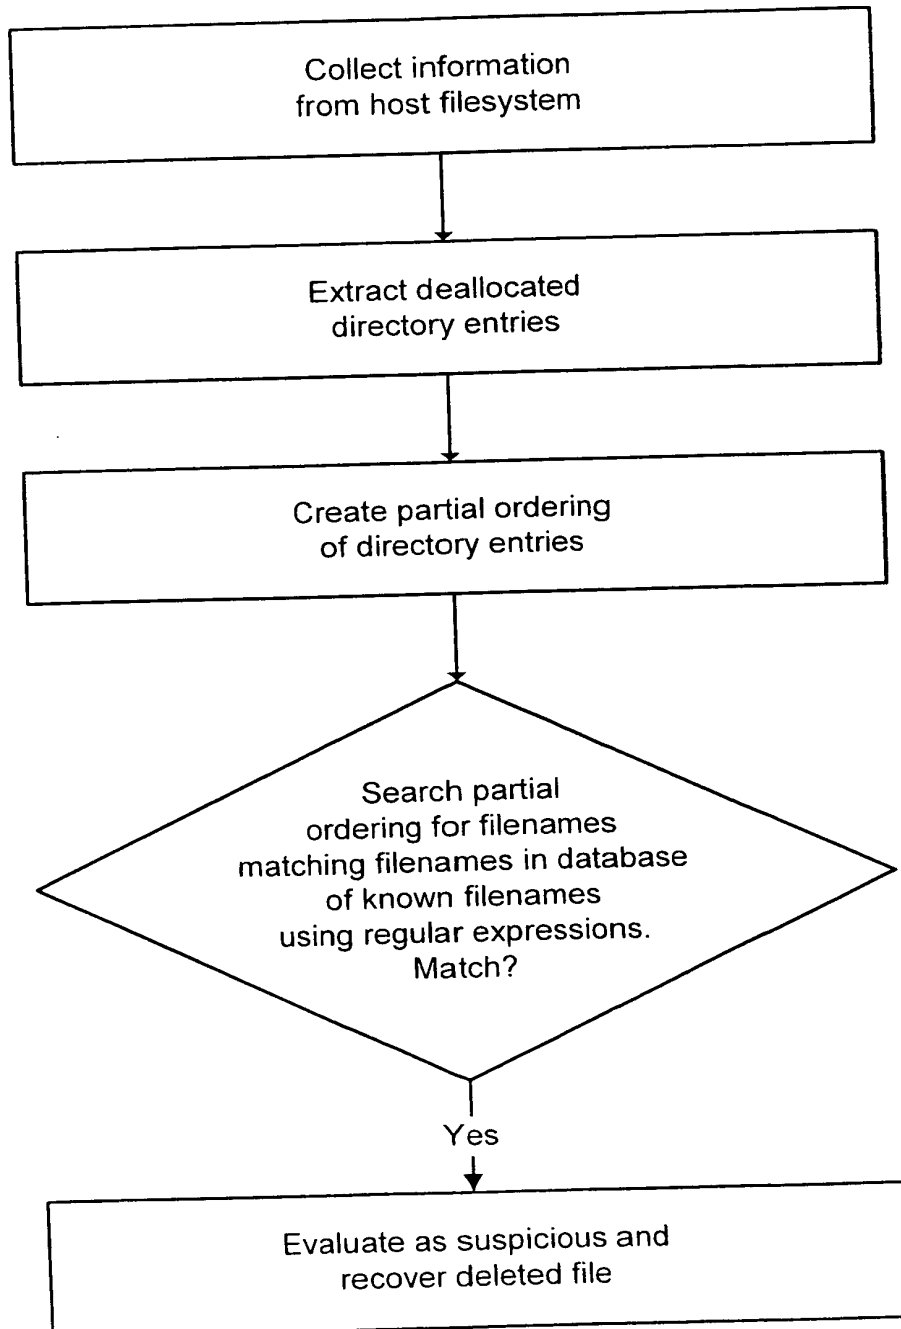 Collect information
from host filesystem
Extract deallocated
directory entries
Create partial ordering
of directory entries
Search partial
ordering for filenames
matching filenames in database
of known filenames
using regular expressions.
Match?
Yes
Evaluate as suspicious and
recover deleted file